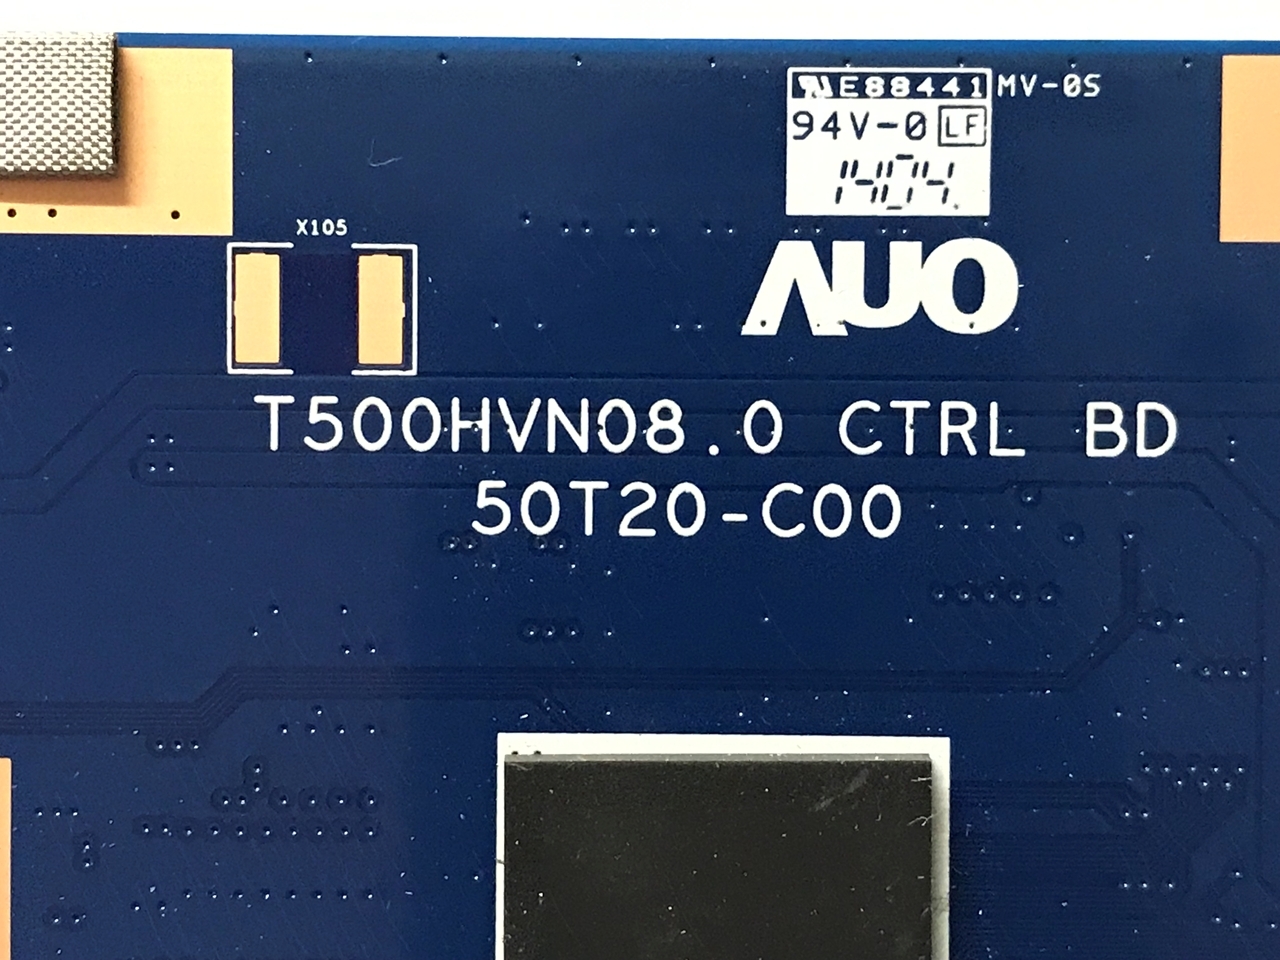 E88441 MV-0S
94V-0 LF
1404
X105
AUO
T500HVN08.0 CTRL BD
50T20-C00